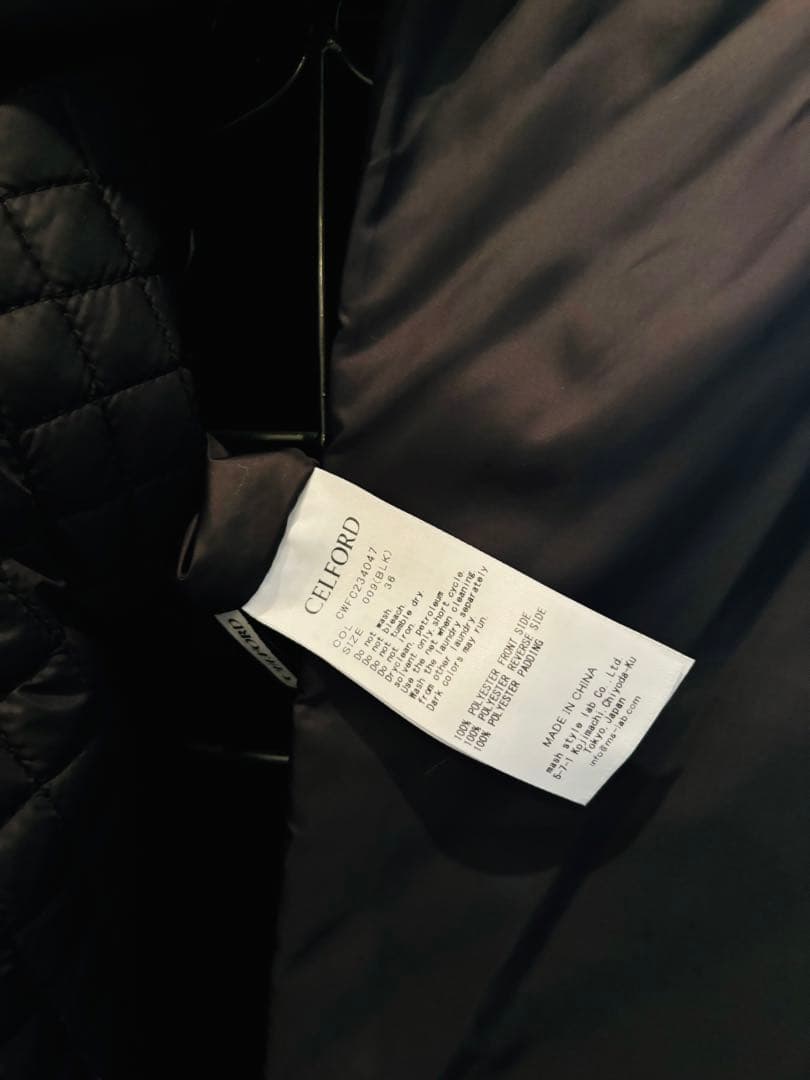 CELFORD
CWFC234047
COL 009(BLK)
SIZE 36
Do not wash
Do not bleach
Do not tumble dry
Do not iron.
Dryclean, petroleum
solvent only,short cycle.
Use the net when cleaning.
Wash the laundry separately
from other laundry.
Dark colors may run.
100% POLYESTER FRONT SIDE
100% POLYESTER REVERSE SIDE
100% POLYESTER PADDING
MADE IN CHINA
mash style lab Co.,Ltd.
5-7-1 Kojimachi,Chiyoda-Ku
Tokyo,Japan
info@ms-lab.com
CELFORD